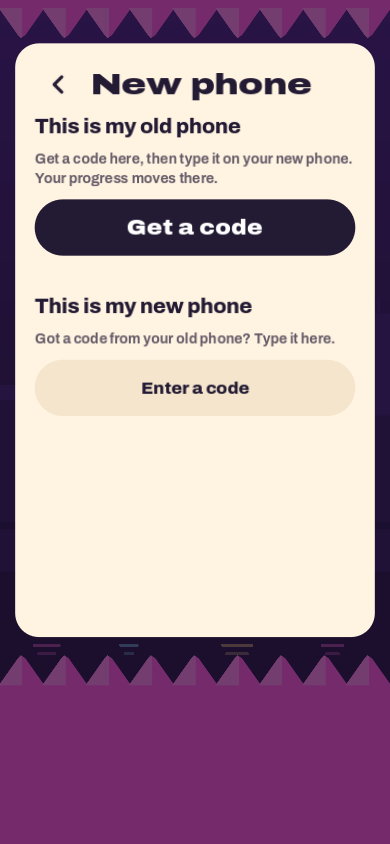 New phone
This is my old phone
Get a code here, then type it on your new phone.
Your progress moves there.
Get a code
This is my new phone
Got a code from your old phone? Type it here.
Enter a code